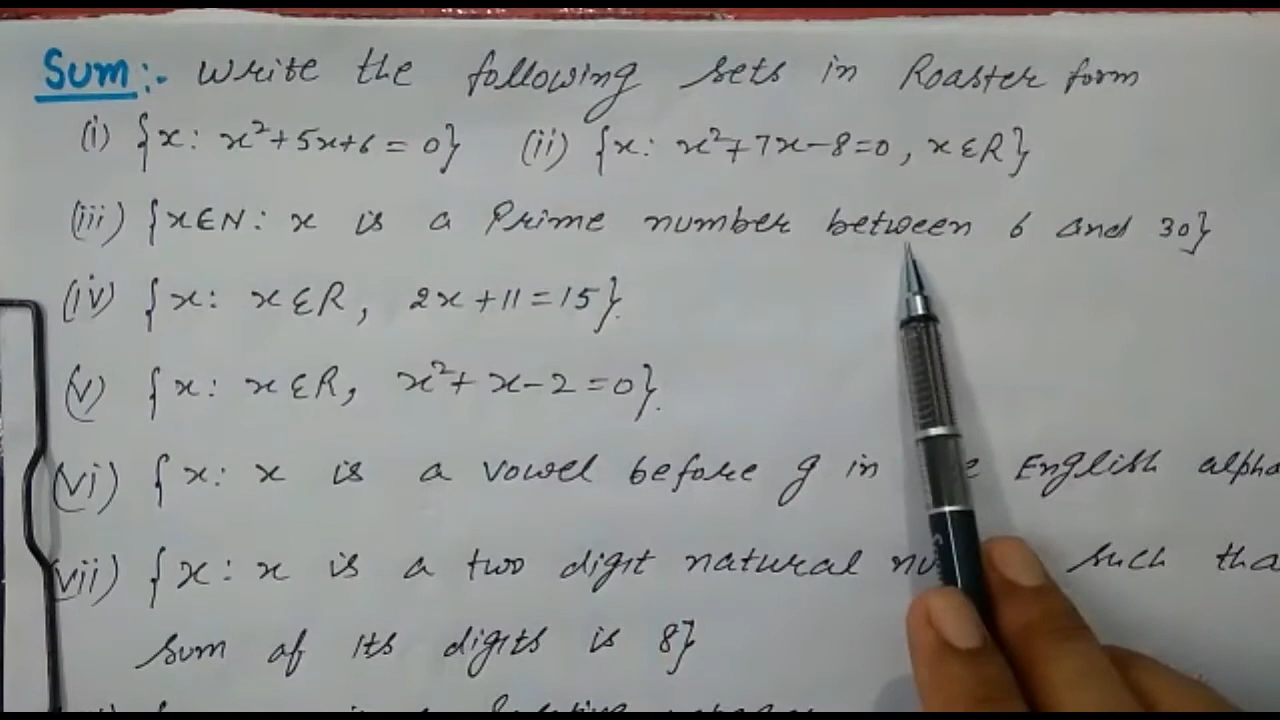 Sum:- Write the following sets in Roaster form
(i) {x: x²+5x+6=0} (ii) {x: x²+7x-8=0, x∈R}
(iii) {x∈N: x is a Prime number between 6 and 30}
(iv) {x: x∈R, 2x+11=15}.
(v) {x: x∈R, x²+x-2=0}.
(vi) {x: x is a vowel before g in English
(vii) {x: x is a two digit natural such
sum of its digits is 8}